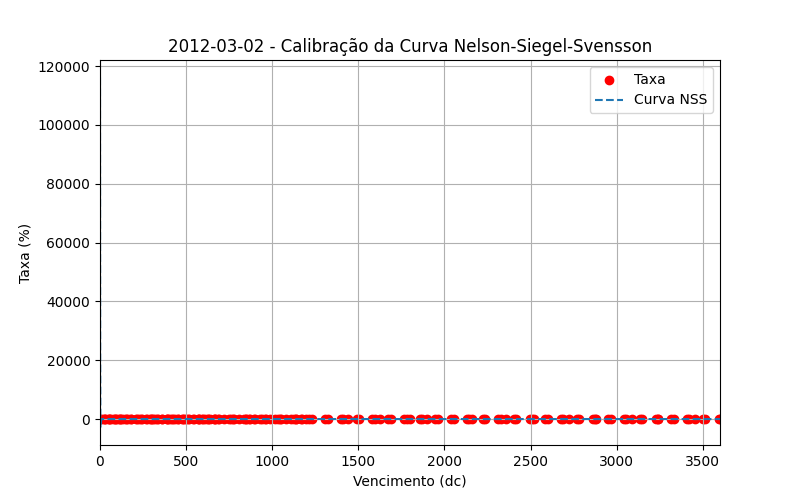 2012-03-02 - Calibração da Curva Nelson-Siegel-Svensson
120000
100000
80000
60000
40000
20000
0
Taxa (%)
Taxa
Curva NSS
0 500 1000 1500 2000 2500 3000 3500
Vencimento (dc)